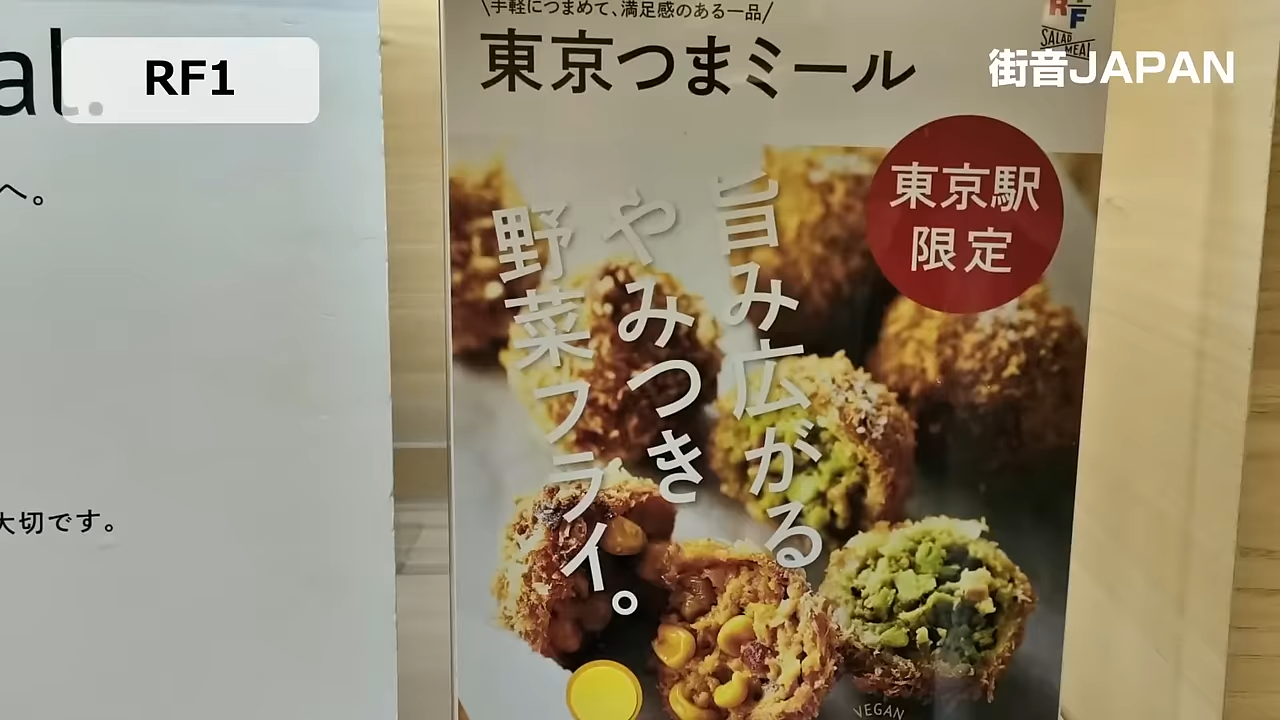 al.
RF1
へ。
大切です。
\手軽につまめて、満足感のある一品/
東京つまミール
RF
SALAD
MEAL
街音JAPAN
東京駅
限定
旨み広がる
やみつき
野菜フライ。
VEGAN